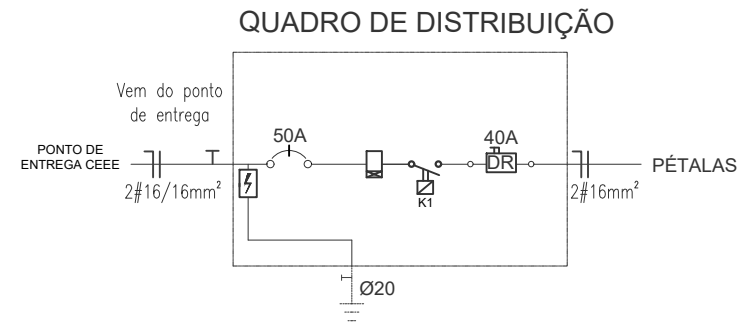 QUADRO DE DISTRIBUIÇÃO
Vem do ponto
de entrega
PONTO DE
ENTREGA CEEE
2#16/16mm²
50A
K1
40A
DR
2#16mm²
PÉTALAS
Ø20